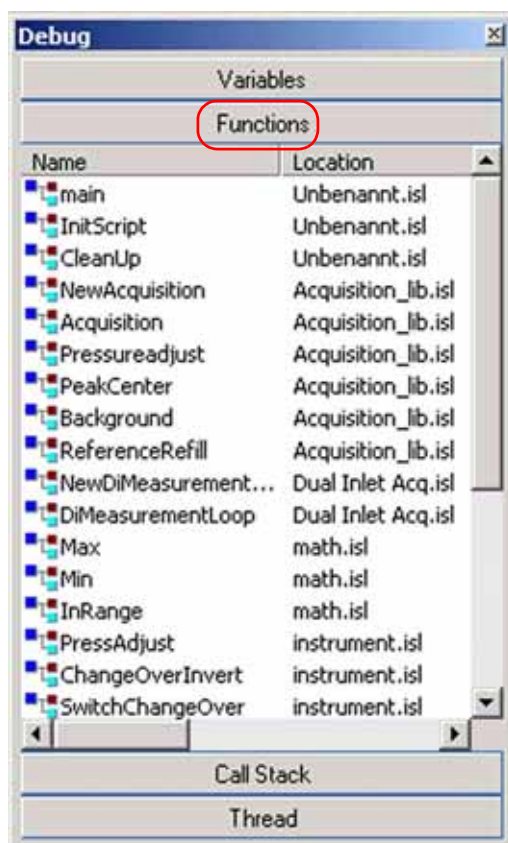 Debug
Variables
Functions
Name Location
main Unbenannt.isl
InitScript Unbenannt.isl
CleanUp Unbenannt.isl
NewAcquisition Acquisition_lib.isl
Acquisition Acquisition_lib.isl
Pressureadjust Acquisition_lib.isl
PeakCenter Acquisition_lib.isl
Background Acquisition_lib.isl
ReferenceRefill Acquisition_lib.isl
NewDiMeasurement... Dual Inlet Acq.isl
DiMeasurementLoop Dual Inlet Acq.isl
Max math.isl
Min math.isl
InRange math.isl
PressAdjust instrument.isl
ChangeOverInvert instrument.isl
SwitchChangeOver instrument.isl
Call Stack
Thread